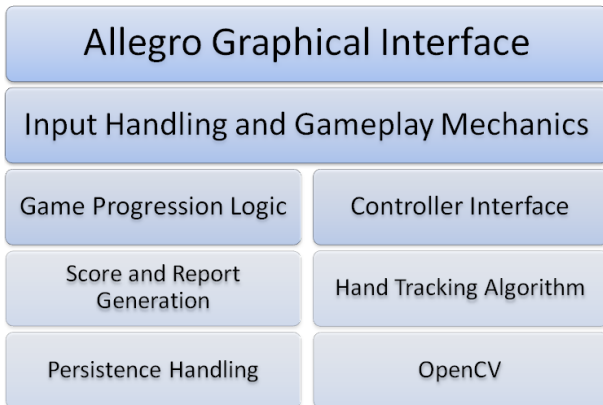 Allegro Graphical Interface
Input Handling and Gameplay Mechanics
Game Progression Logic
Controller Interface
Score and Report
Generation
Hand Tracking Algorithm
Persistence Handling
OpenCV